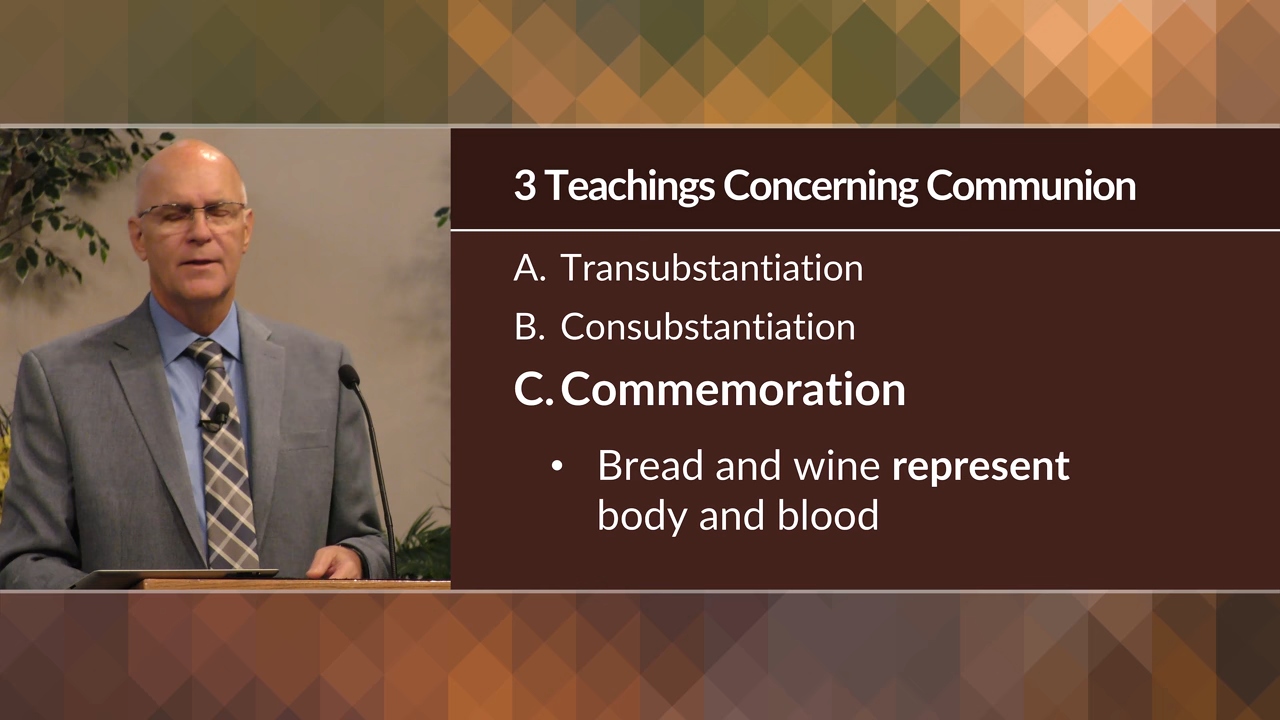 3 Teachings Concerning Communion
A. Transubstantiation
B. Consubstantiation
C. Commemoration
• Bread and wine represent
body and blood